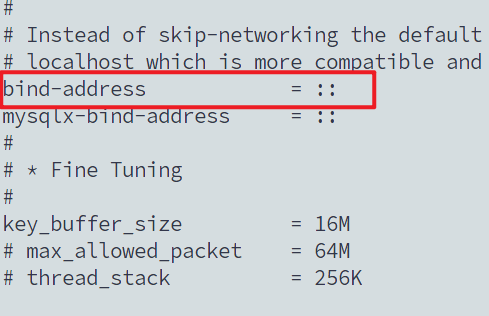 #
# Instead of skip-networking the default
# localhost which is more compatible and
bind-address            = ::
mysqlx-bind-address     = ::
#
# * Fine Tuning
#
key_buffer_size         = 16M
# max_allowed_packet    = 64M
# thread_stack          = 256K